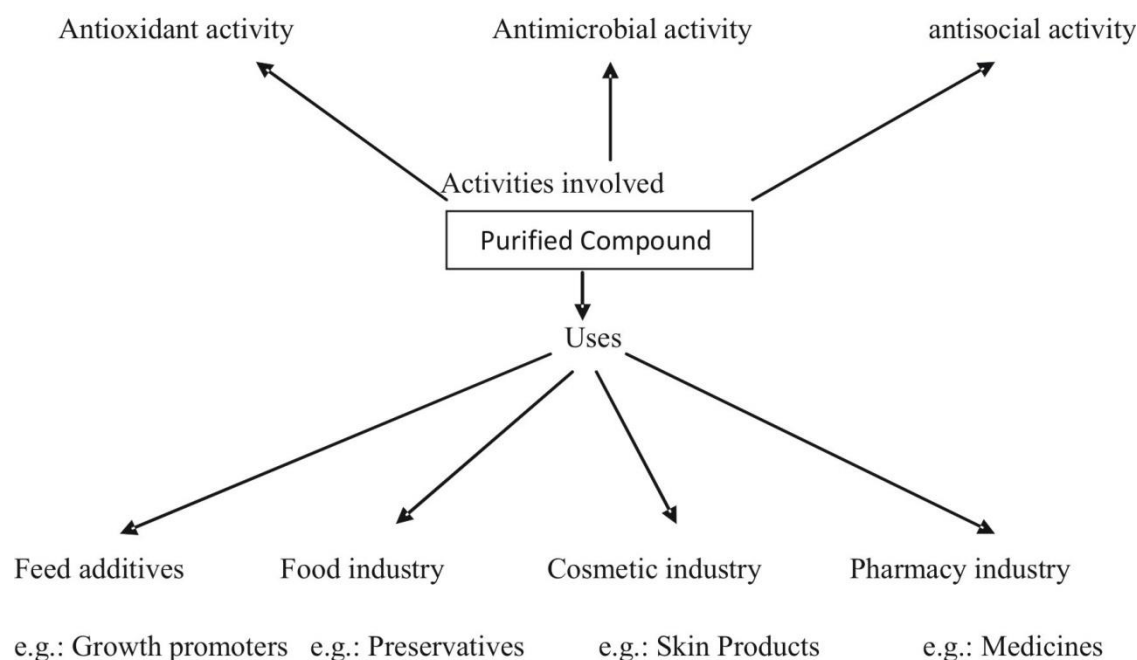 Antioxidant activity
Antimicrobial activity
antisocial activity
Activities involved
Purified Compound
Uses
Feed additives
Food industry
Cosmetic industry
Pharmacy industry
e.g.: Growth promoters
e.g.: Preservatives
e.g.: Skin Products
e.g.: Medicines